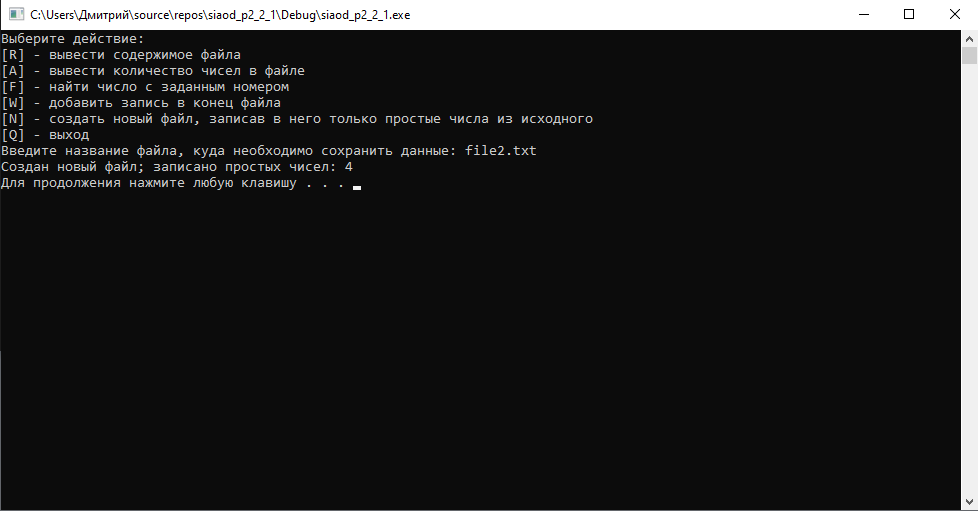 C:\Users\Дмитрий\source\repos\siaod_p2_2_1\Debug\siaod_p2_2_1.exe
Выберите действие:
[R] - вывести содержимое файла
[A] - вывести количество чисел в файле
[F] - найти число с заданным номером
[W] - добавить запись в конец файла
[N] - создать новый файл, записав в него только простые числа из исходного
[Q] - выход
Введите название файла, куда необходимо сохранить данные: file2.txt
Создан новый файл; записано простых чисел: 4
Для продолжения нажмите любую клавишу . . .